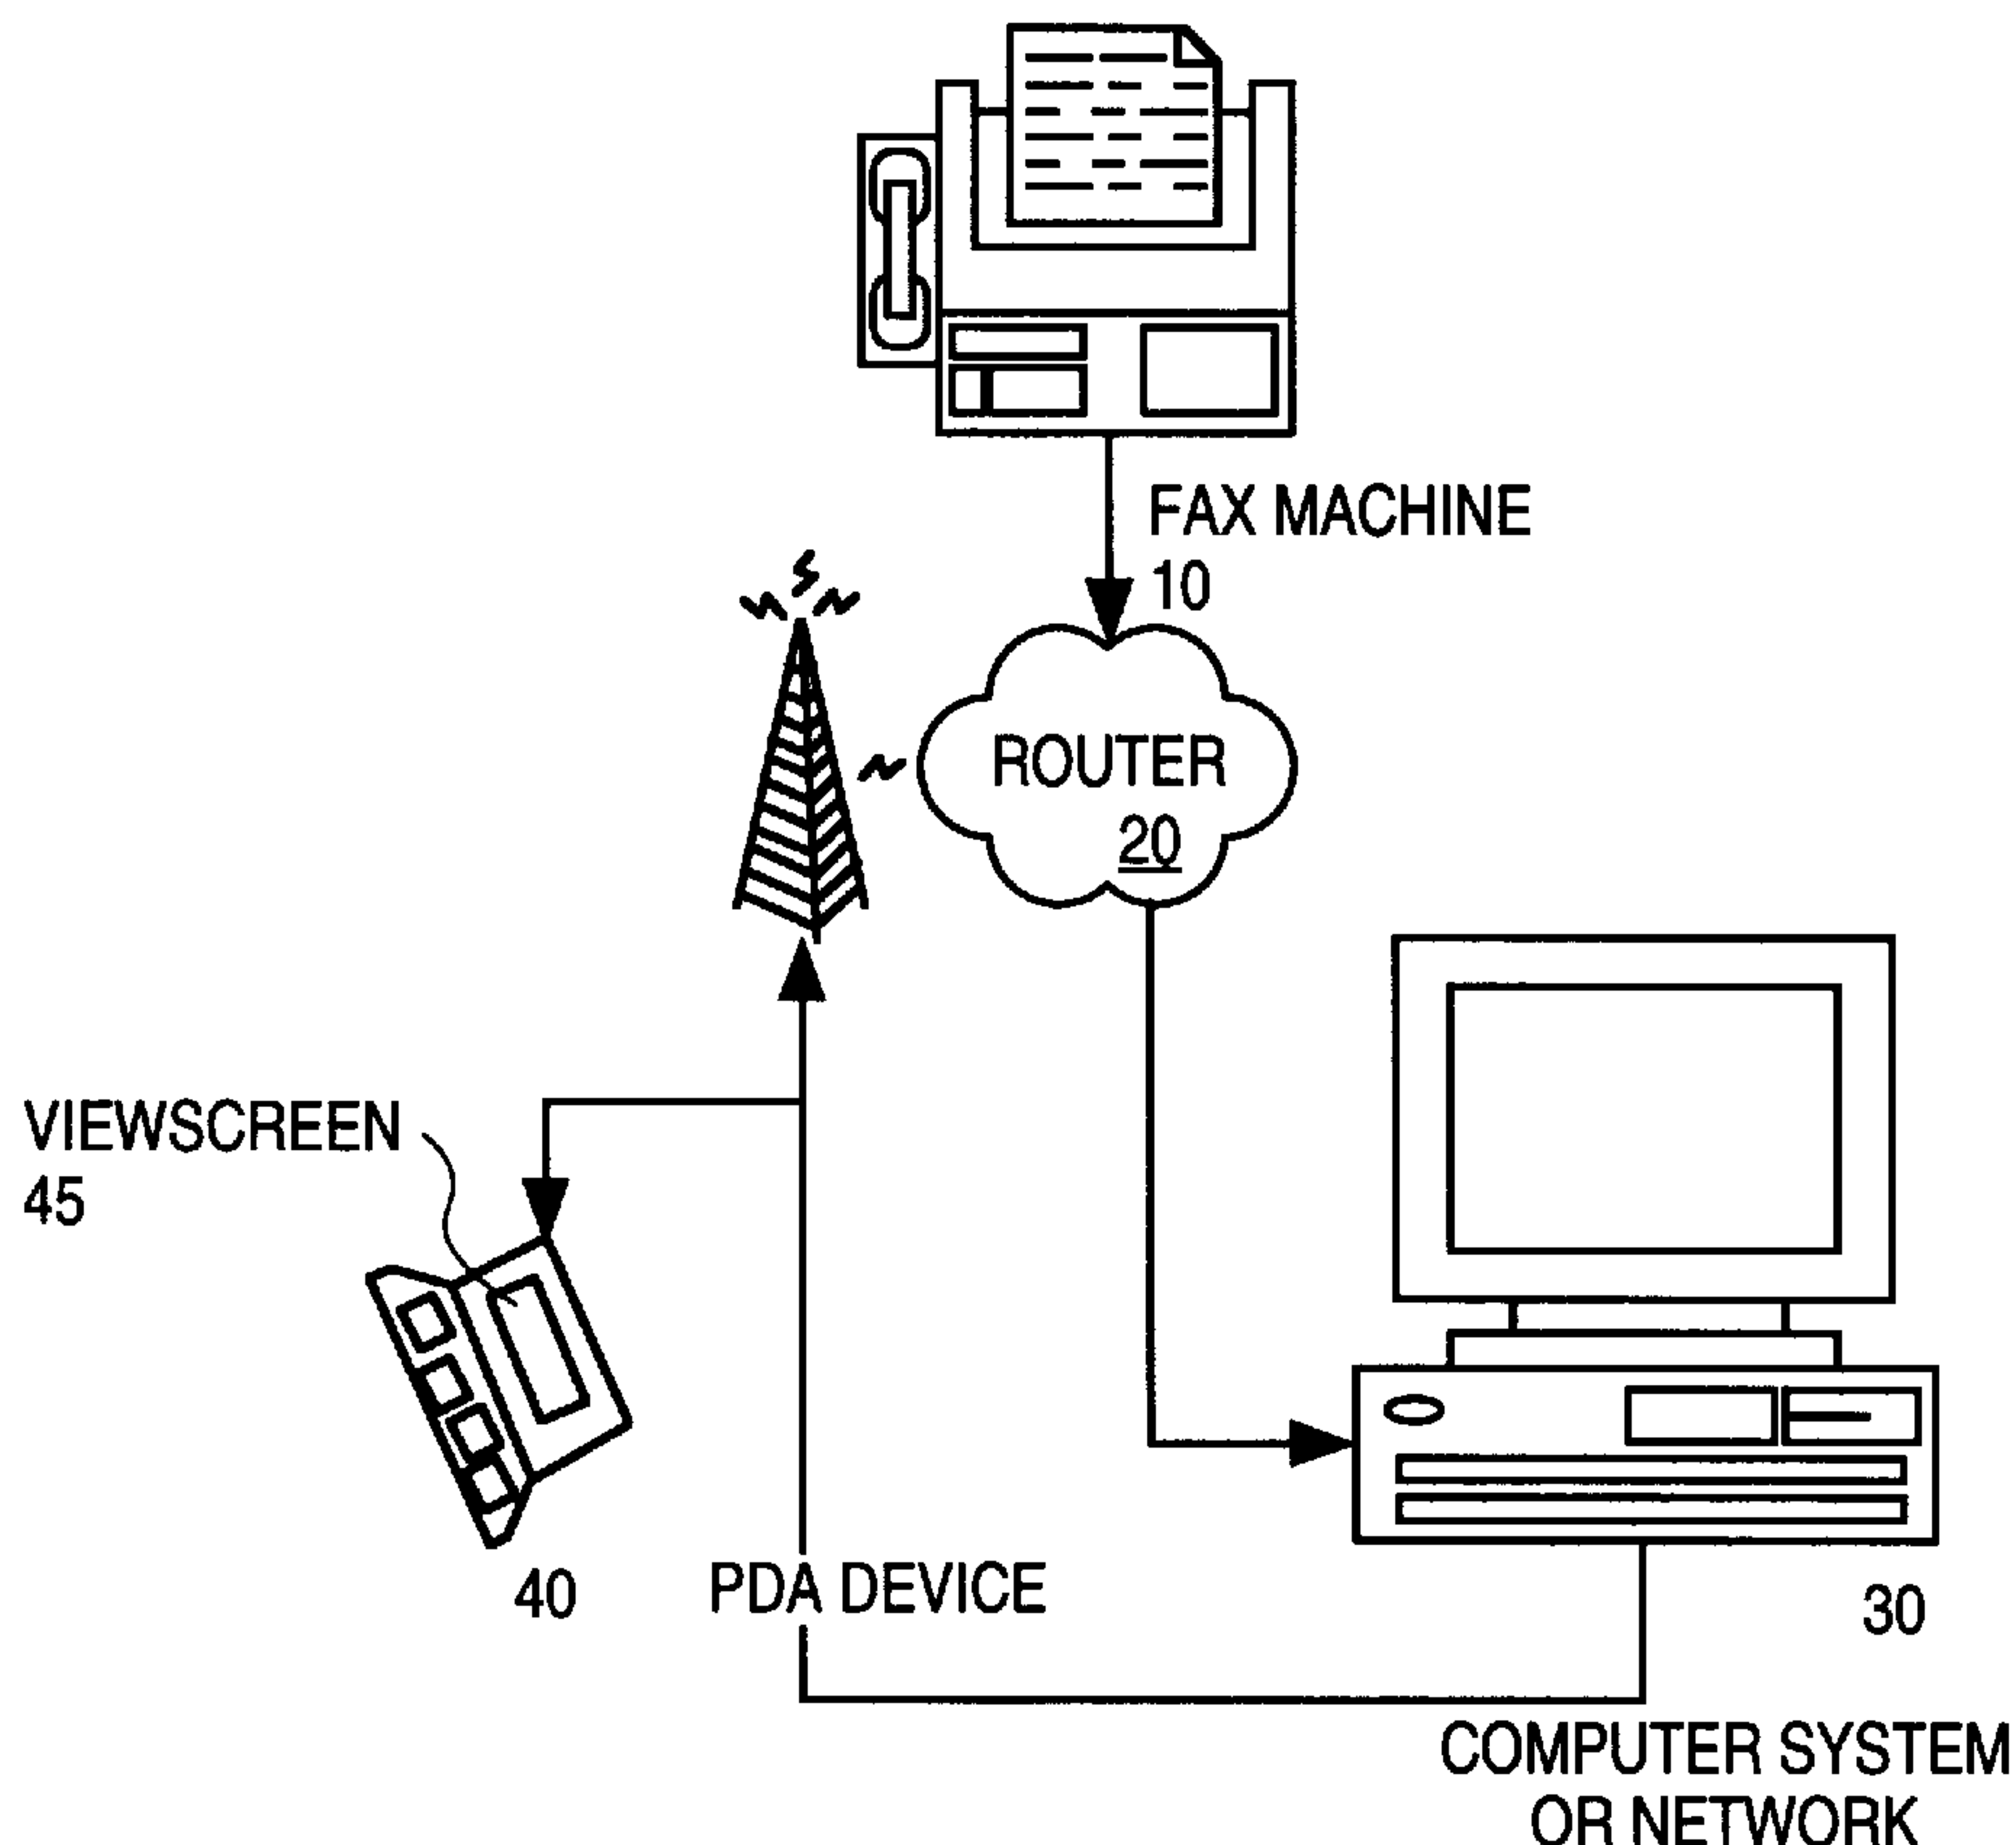 FAX MACHINE
10
ROUTER
20
VIEWSCREEN
45
40
PDA DEVICE
30
COMPUTER SYSTEM
OR NETWORK